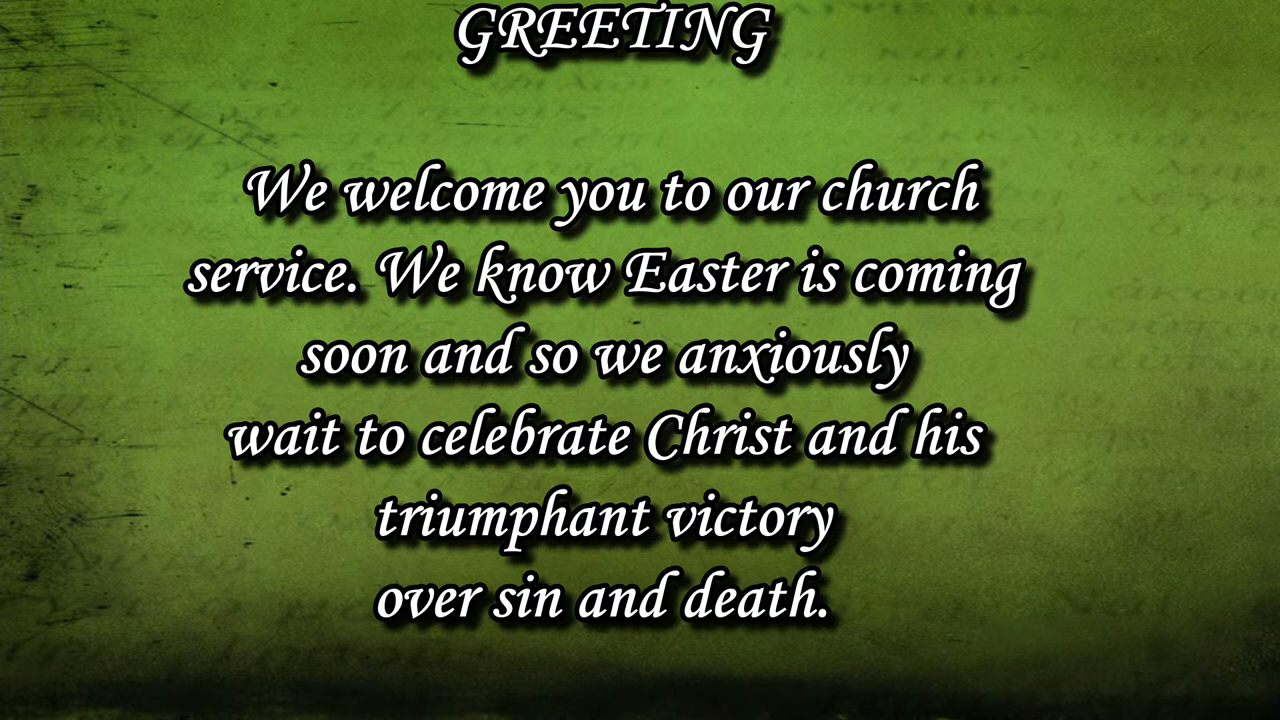 GREETING
We welcome you to our church
service. We know Easter is coming
soon and so we anxiously
wait to celebrate Christ and his
triumphant victory
over sin and death.